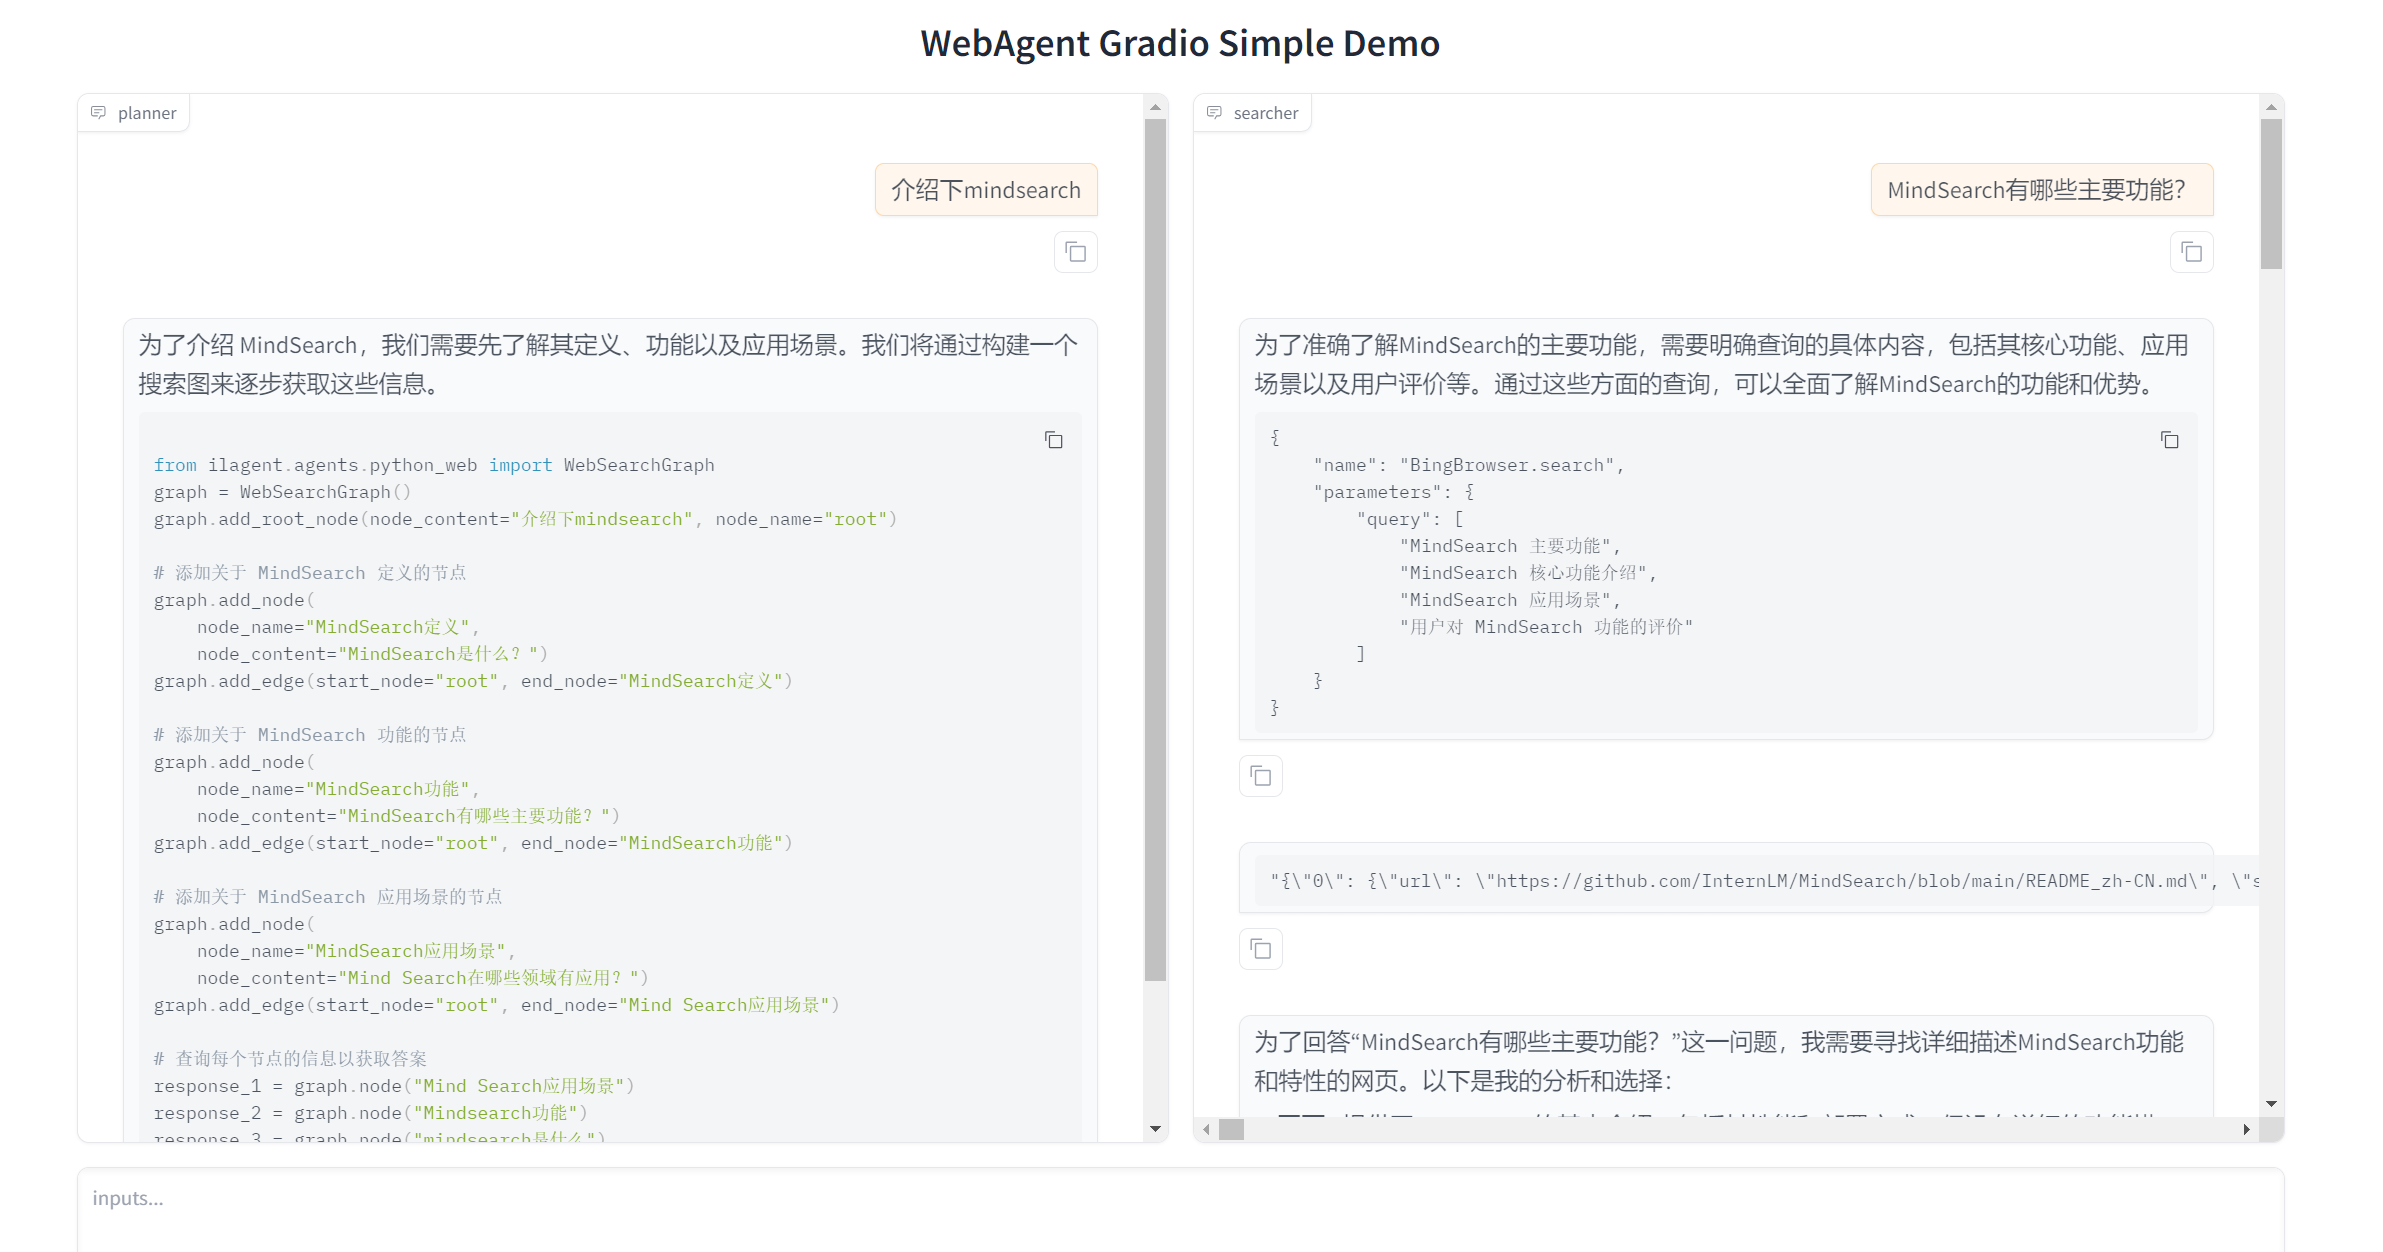 WebAgent Gradio Simple Demo
planner
介绍下mindsearch
为了介绍 MindSearch，我们需要先了解其定义、功能以及应用场景。我们将通过构建一个
搜索图来逐步获取这些信息。
from ilagent.agents.python_web import WebSearchGraph
graph = WebSearchGraph()
graph.add_root_node(node_content="介绍下mindsearch", node_name="root")
# 添加关于 MindSearch 定义的节点
graph.add_node(
    node_name="MindSearch定义",
    node_content="MindSearch是什么？")
graph.add_edge(start_node="root", end_node="MindSearch定义")
# 添加关于 MindSearch 功能的节点
graph.add_node(
    node_name="MindSearch功能",
    node_content="MindSearch有哪些主要功能？")
graph.add_edge(start_node="root", end_node="MindSearch功能")
# 添加关于 MindSearch 应用场景的节点
graph.add_node(
    node_name="MindSearch应用场景",
    node_content="Mind Search在哪些领域有应用？")
graph.add_edge(start_node="root", end_node="Mind Search应用场景")
# 查询每个节点的信息以获取答案
response_1 = graph.node("Mind Search应用场景")
response_2 = graph.node("Mindsearch功能")
response_3 = graph.node("mindsearch是什么")
searcher
MindSearch有哪些主要功能？
为了准确了解MindSearch的主要功能，需要明确查询的具体内容，包括其核心功能、应用
场景以及用户评价等。通过这些方面的查询，可以全面了解MindSearch的功能和优势。
{
    "name": "BingBrowser.search",
    "parameters": {
        "query": [
            "MindSearch 主要功能",
            "MindSearch 核心功能介绍",
            "MindSearch 应用场景",
            "用户对 MindSearch 功能的评价"
        ]
    }
}
"{\"0\": {\"url\": \"https://github.com/InternLM/MindSearch/blob/main/README_zh-CN.md\", \"s
为了回答“MindSearch有哪些主要功能？”这一问题，我需要寻找详细描述MindSearch功能
和特性的网页。以下是我的分析和选择：
inputs...